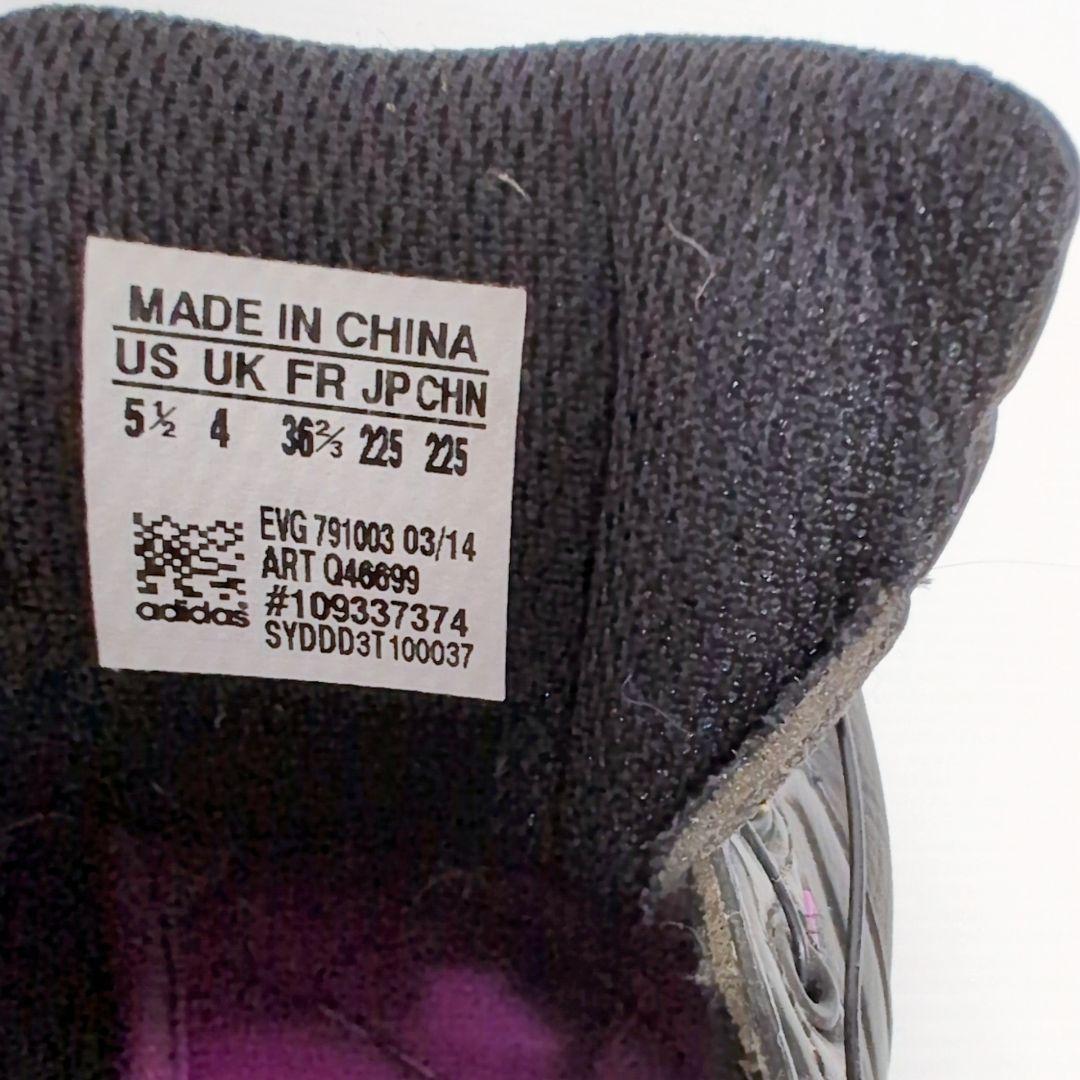 MADE IN CHINA
US UK FR JP CHN
5½ 4 36⅔ 225 225
EVG 791003 03/14
ART Q46699
#109337374
SYDDD3T100037
adidas